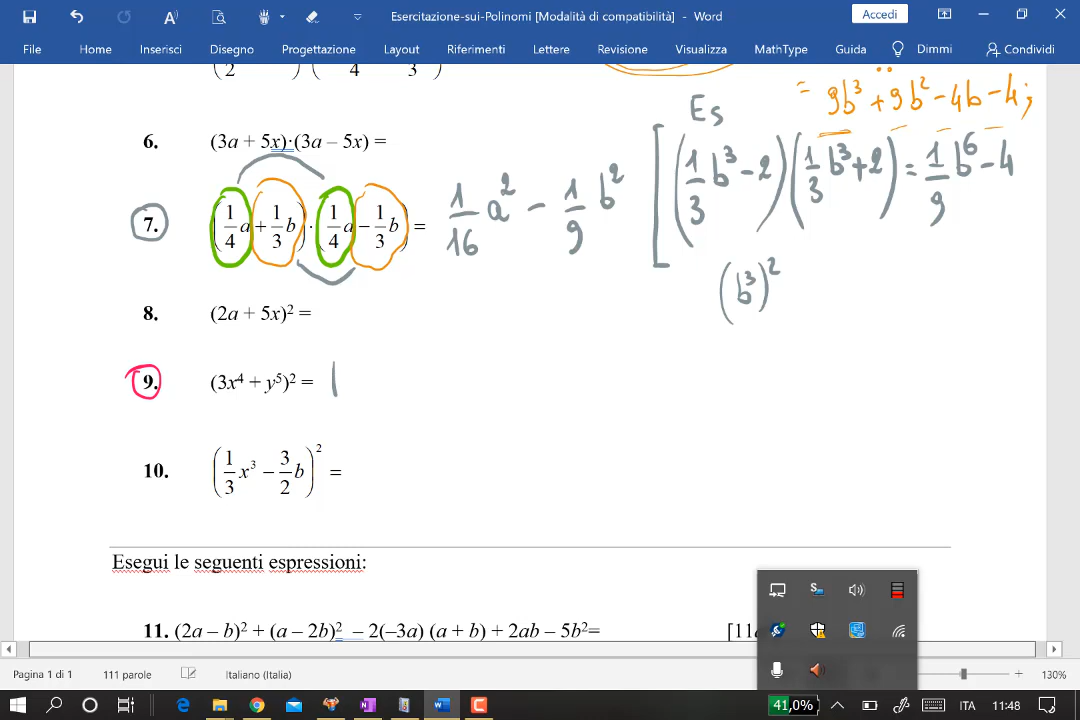 Esercitazione-sui-Polinomi [Modalità di compatibilità] - Word
Accedi
File Home Inserisci Disegno Progettazione Layout Riferimenti Lettere Revisione Visualizza MathType Guida Dimmi Condividi
(2 ) ( 4 3 )
= 9b³ + 9b² - 4b - 4;
Es
6. (3a + 5x)·(3a – 5x) =
7. (1/4 a + 1/3 b) · (1/4 a − 1/3 b) = 1/16 a² - 1/9 b² [(1/3 b³ - 2)(1/3 b³ + 2) = 1/9 b⁶ - 4
(b³)²
8. (2a + 5x)² =
9. (3x⁴ + y⁵)² =
10. (1/3 x³ − 3/2 b)² =
Esegui le seguenti espressioni:
11. (2a – b)² + (a – 2b)² – 2(–3a) (a + b) + 2ab – 5b²= [11
Pagina 1 di 1 111 parole Italiano (Italia) 130%
41,0% ITA 11:48